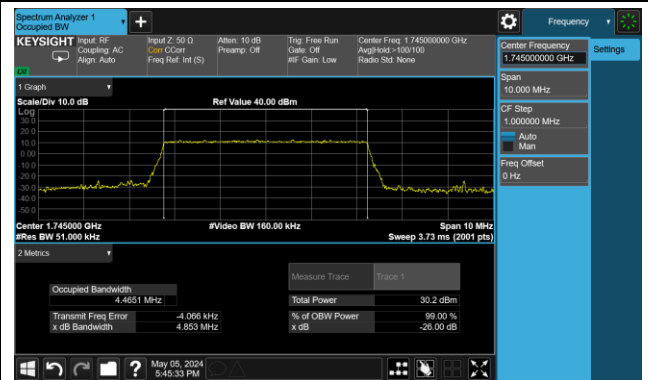 Spectrum Analyzer 1
Occupied BW
Frequency
KEYSIGHT
Input: RF
Coupling: AC
Align: Auto
Input Z: 50 Ω
Corr CCorr
Freq Ref: Int (S)
Atten: 10 dB
Preamp: Off
Trig: Free Run
Gate: Off
#IF Gain: Low
Center Freq: 1.745000000 GHz
Avg|Hold:>100/100
Radio Std: None
Center Frequency
1.745000000 GHz
Settings
Span
10.000 MHz
CF Step
1.000000 MHz
Auto
Man
Freq Offset
0 Hz
1 Graph
Scale/Div 10.0 dB
Ref Value 40.00 dBm
Log
30.0
20.0
10.0
0.00
-10.0
-20.0
-30.0
-40.0
-50.0
Center 1.745000 GHz
#Video BW 160.00 kHz
Span 10 MHz
#Res BW 51.000 kHz
Sweep 3.73 ms (2001 pts)
2 Metrics
Measure Trace
Trace 1
Occupied Bandwidth
4.4651 MHz
Total Power
30.2 dBm
Transmit Freq Error
-4.066 kHz
% of OBW Power
99.00 %
x dB Bandwidth
4.853 MHz
x dB
-26.00 dB
May 05, 2024
5:45:33 PM